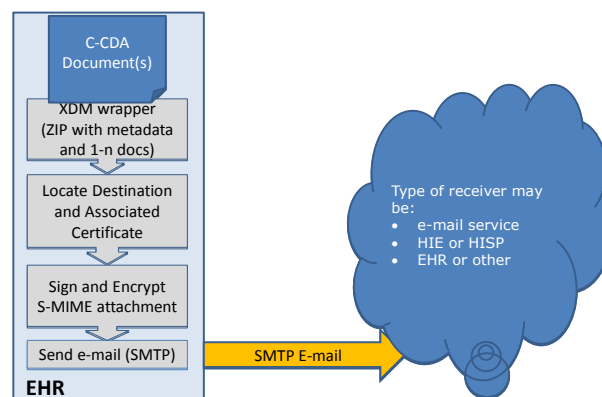 C-CDA
Document(s)
XDM wrapper
(ZIP with metadata
and 1-n docs)
Locate Destination
and Associated
Certificate
Sign and Encrypt
S-MIME attachment
Send e-mail (SMTP)
EHR
SMTP E-mail
Type of receiver may
be:
• e-mail service
• HIE or HISP
• EHR or other